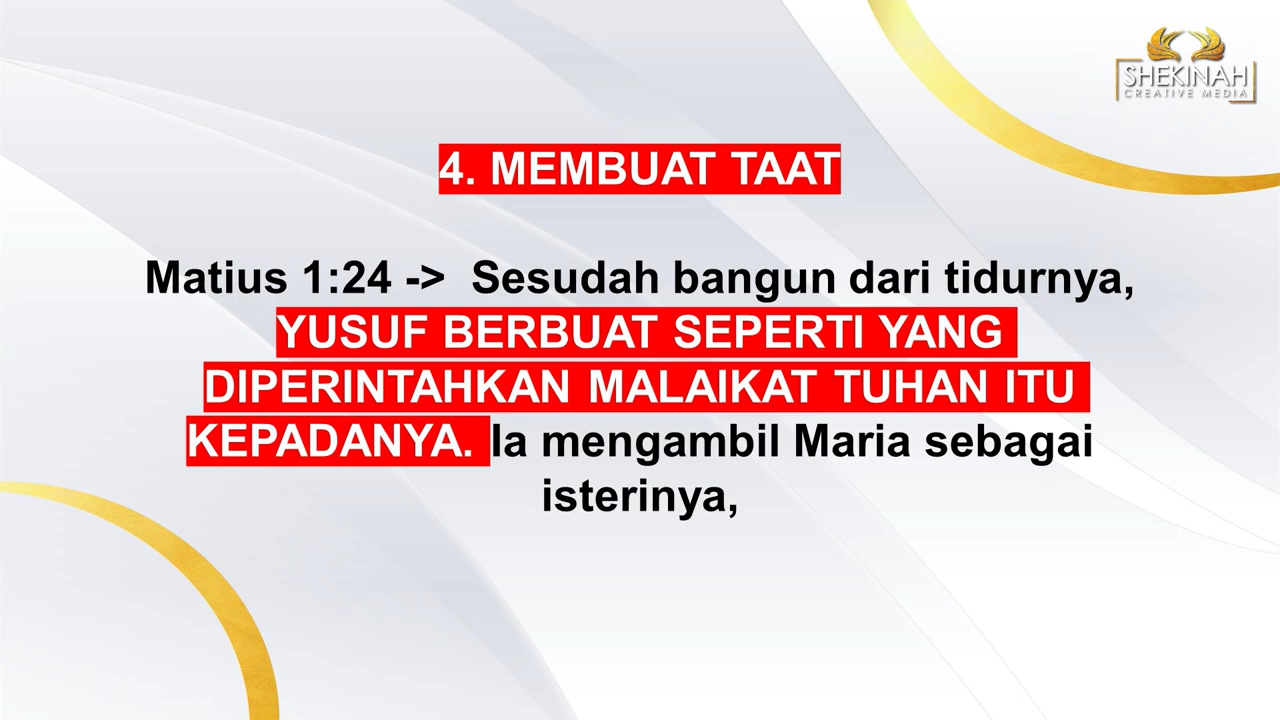 SHEKINAH
CREATIVE MEDIA
4. MEMBUAT TAAT
Matius 1:24 -> Sesudah bangun dari tidurnya,
YUSUF BERBUAT SEPERTI YANG
DIPERINTAHKAN MALAIKAT TUHAN ITU
KEPADANYA. Ia mengambil Maria sebagai
isterinya,